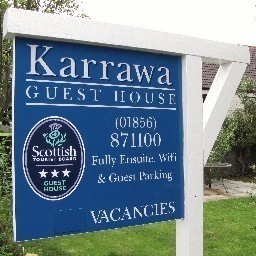 Karrawa
GUEST HOUSE
(01856)
871100
Fully Ensuite, Wifi
& Guest Parking
Scottish
TOURIST BOARD
★★★
GUEST
HOUSE
VACANCIES